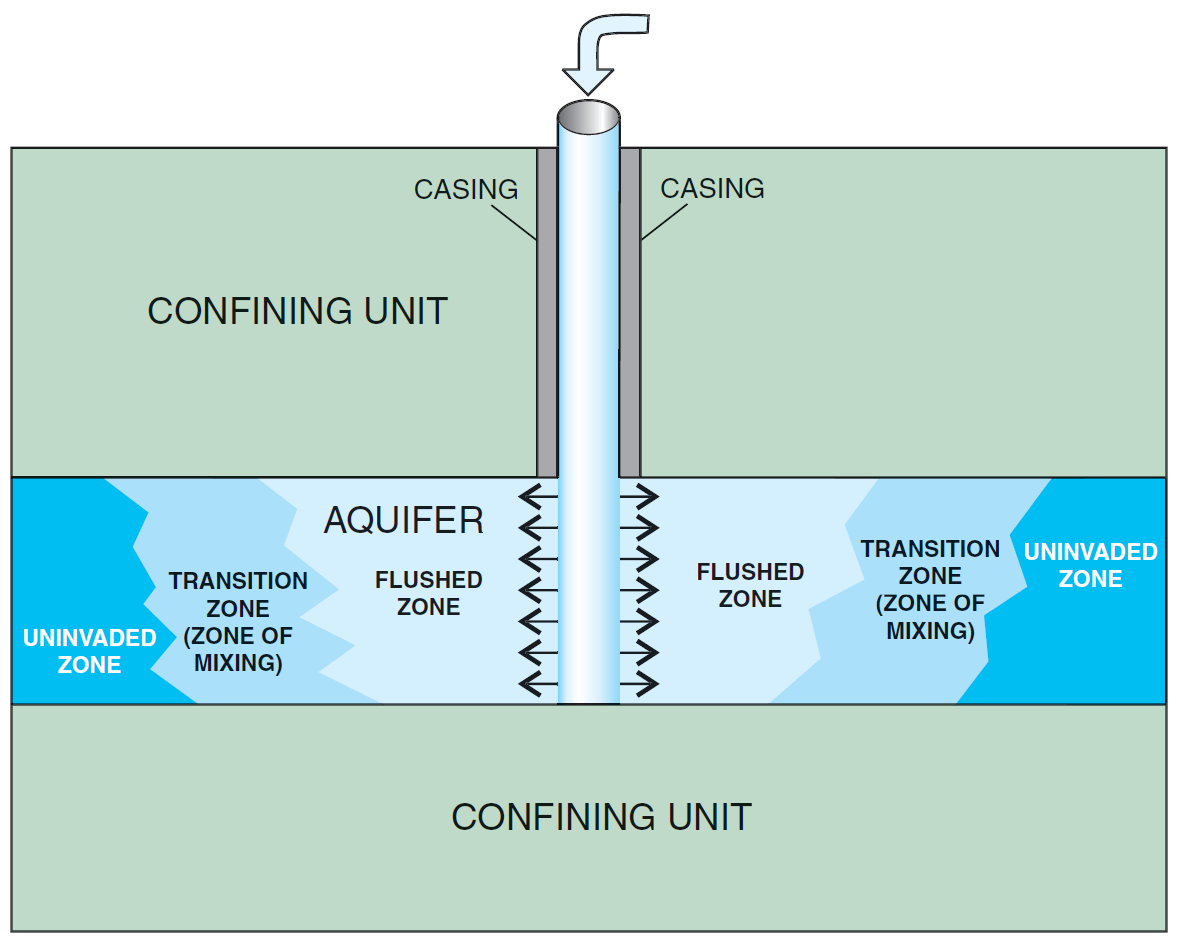 CASING
CASING
CONFINING UNIT
AQUIFER
FLUSHED
ZONE
TRANSITION
ZONE
(ZONE OF
MIXING)
UNINVADED
ZONE
FLUSHED
ZONE
TRANSITION
ZONE
(ZONE OF
MIXING)
UNINVADED
ZONE
CONFINING UNIT